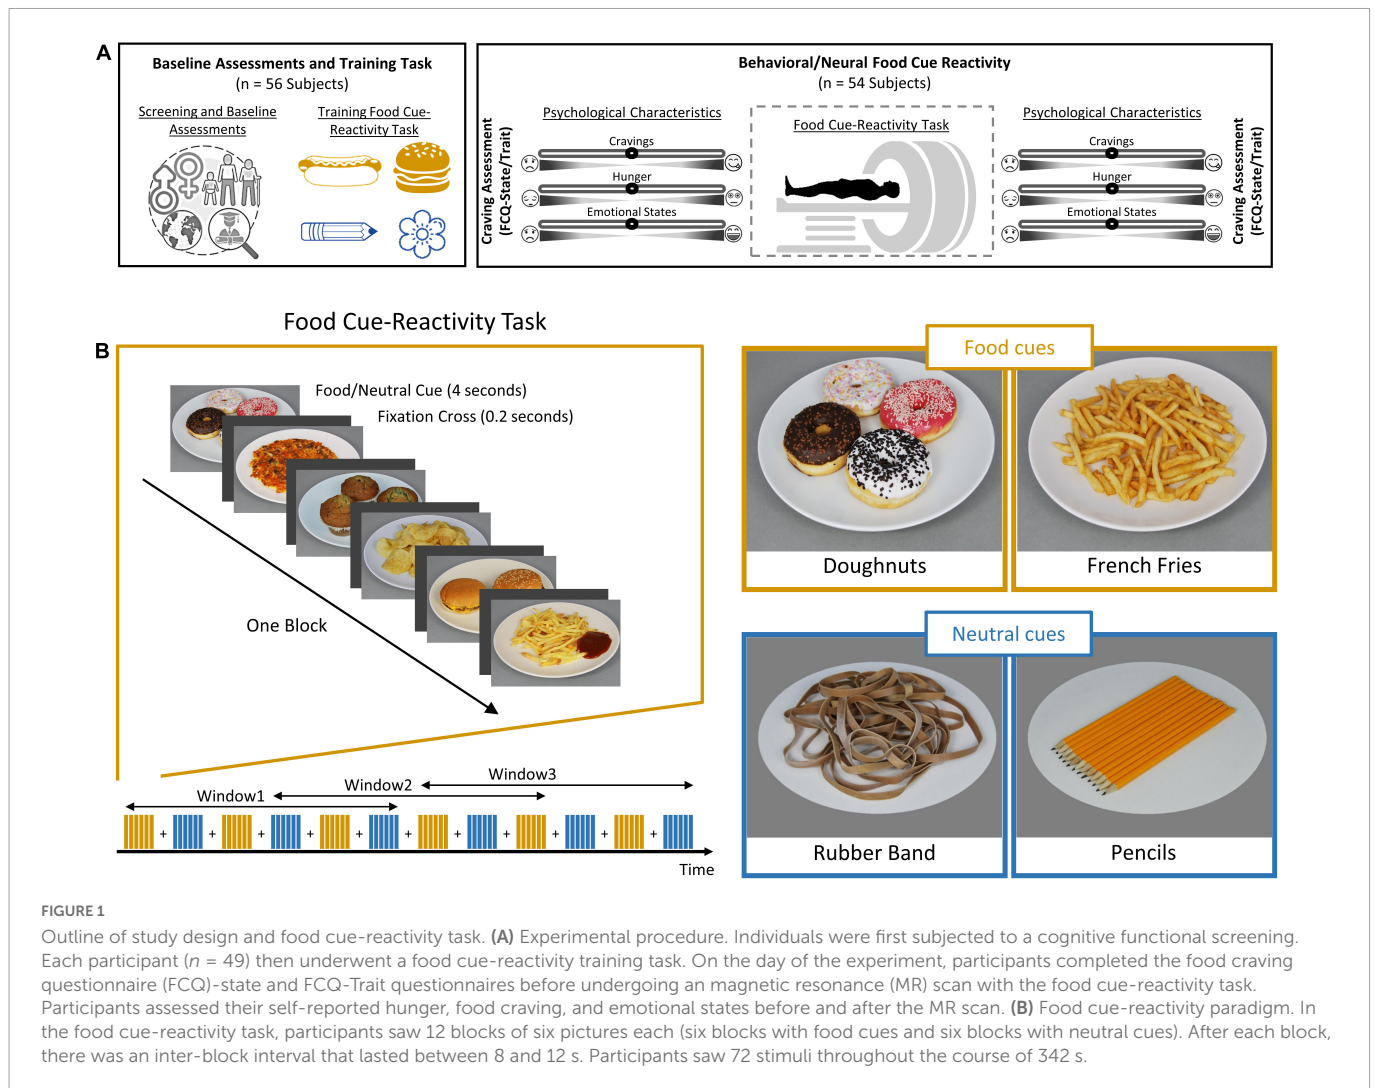 A
Baseline Assessments and Training Task
(n = 56 Subjects)
Screening and Baseline
Assessments
Training Food Cue-
Reactivity Task
Behavioral/Neural Food Cue Reactivity
(n = 54 Subjects)
Craving Assessment
(FCQ-State/Trait)
Psychological Characteristics
Cravings
Hunger
Emotional States
Food Cue-Reactivity Task
Psychological Characteristics
Cravings
Hunger
Emotional States
Craving Assessment
(FCQ-State/Trait)
Food Cue-Reactivity Task
B
Food/Neutral Cue (4 seconds)
Fixation Cross (0.2 seconds)
One Block
Window1
Window2
Window3
+ + + + + + + + + + +
Time
Food cues
Doughnuts
French Fries
Neutral cues
Rubber Band
Pencils
FIGURE 1
Outline of study design and food cue-reactivity task. (A) Experimental procedure. Individuals were first subjected to a cognitive functional screening.
Each participant (n = 49) then underwent a food cue-reactivity training task. On the day of the experiment, participants completed the food craving
questionnaire (FCQ)-state and FCQ-Trait questionnaires before undergoing an magnetic resonance (MR) scan with the food cue-reactivity task.
Participants assessed their self-reported hunger, food craving, and emotional states before and after the MR scan. (B) Food cue-reactivity paradigm. In
the food cue-reactivity task, participants saw 12 blocks of six pictures each (six blocks with food cues and six blocks with neutral cues). After each block,
there was an inter-block interval that lasted between 8 and 12 s. Participants saw 72 stimuli throughout the course of 342 s.